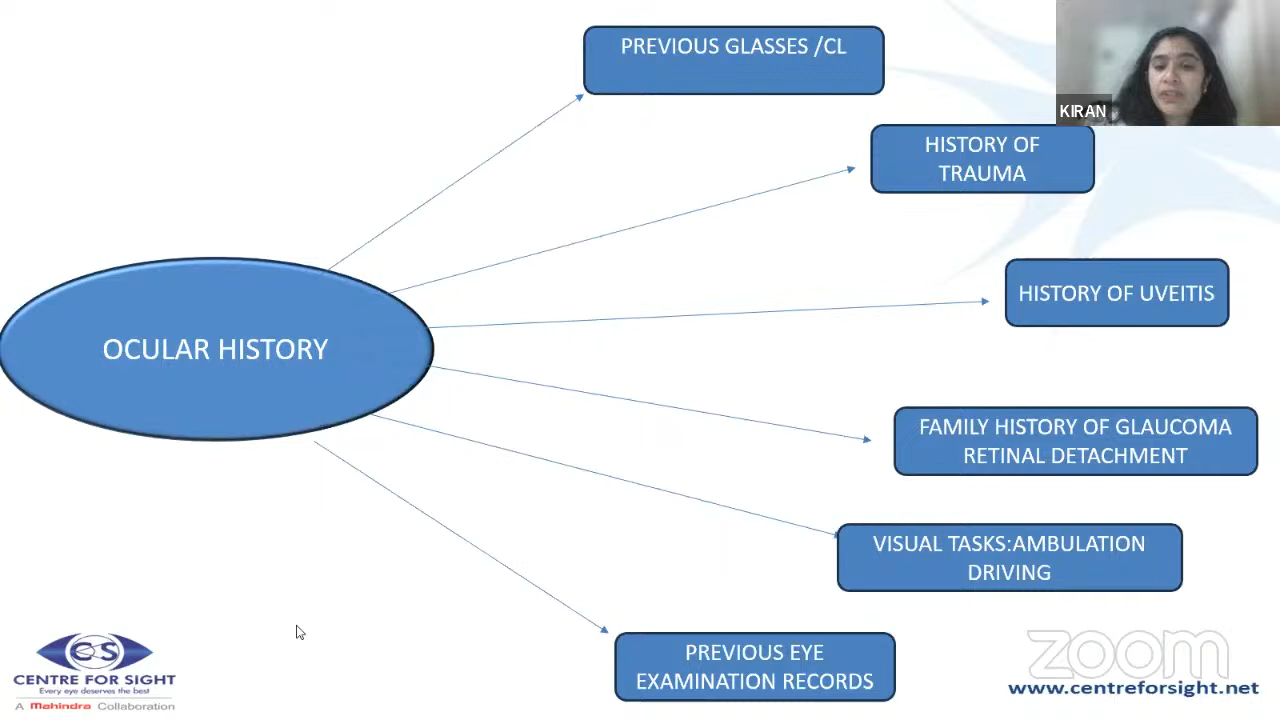 PREVIOUS GLASSES /CL
KIRAN
HISTORY OF
TRAUMA
HISTORY OF UVEITIS
OCULAR HISTORY
FAMILY HISTORY OF GLAUCOMA
RETINAL DETACHMENT
VISUAL TASKS:AMBULATION
DRIVING
PREVIOUS EYE
EXAMINATION RECORDS
CS
CENTRE FOR SIGHT
Every eye deserves the best
A Mahindra Collaboration
zoom
www.centreforsight.net